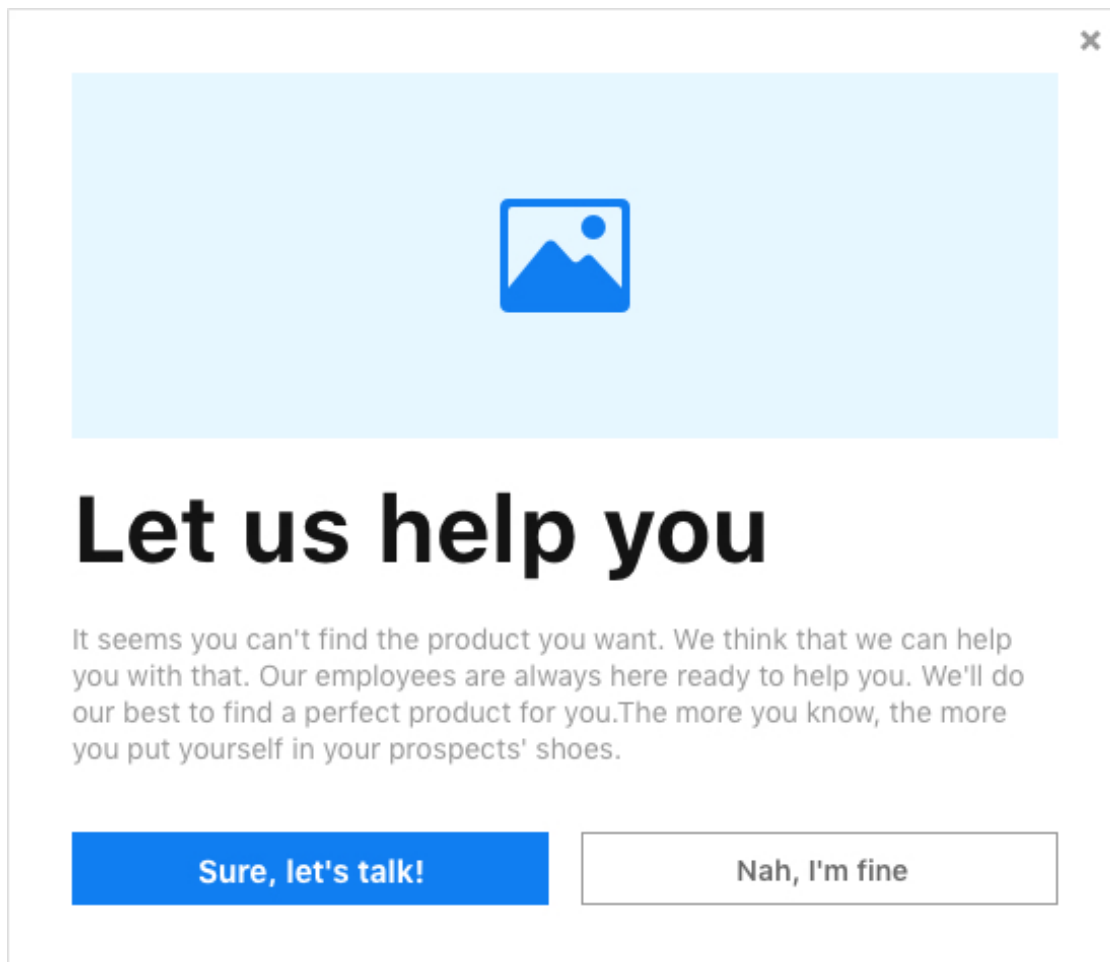 Let us help you
It seems you can't find the product you want. We think that we can help
you with that. Our employees are always here ready to help you. We'll do
our best to find a perfect product for you.The more you know, the more
you put yourself in your prospects' shoes.
Sure, let's talk!
Nah, I'm fine